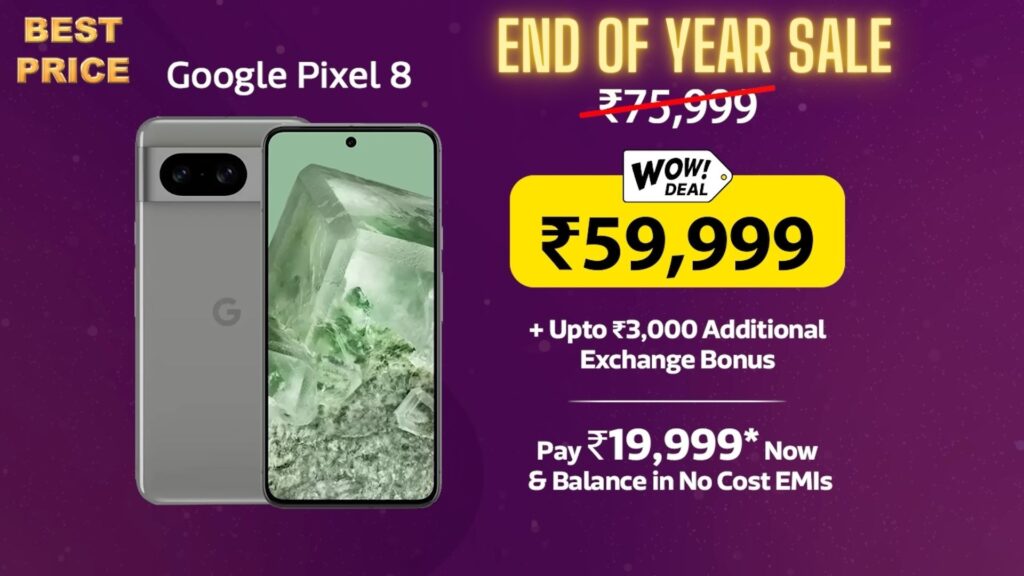 BEST
PRICE
Google Pixel 8
END OF YEAR SALE
₹75,999
WOW!
DEAL
₹59,999
+ Upto ₹3,000 Additional
Exchange Bonus
Pay ₹19,999* Now
& Balance in No Cost EMIs
G